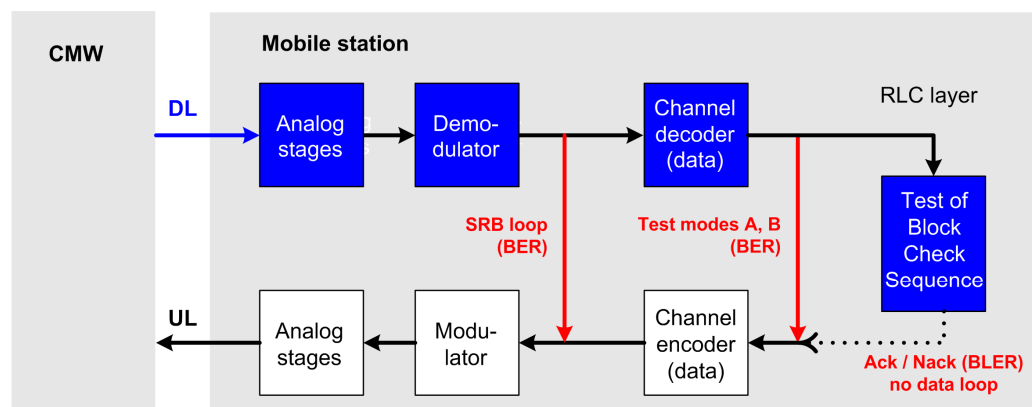 CMW
Mobile station
DL
Analog
stages
Demo-
dulator
Channel
decoder
(data)
RLC layer
Test of
Block
Check
Sequence
SRB loop
(BER)
Test modes A, B
(BER)
UL
Analog
stages
Modu-
lator
Channel
encoder
(data)
Ack / Nack (BLER)
no data loop